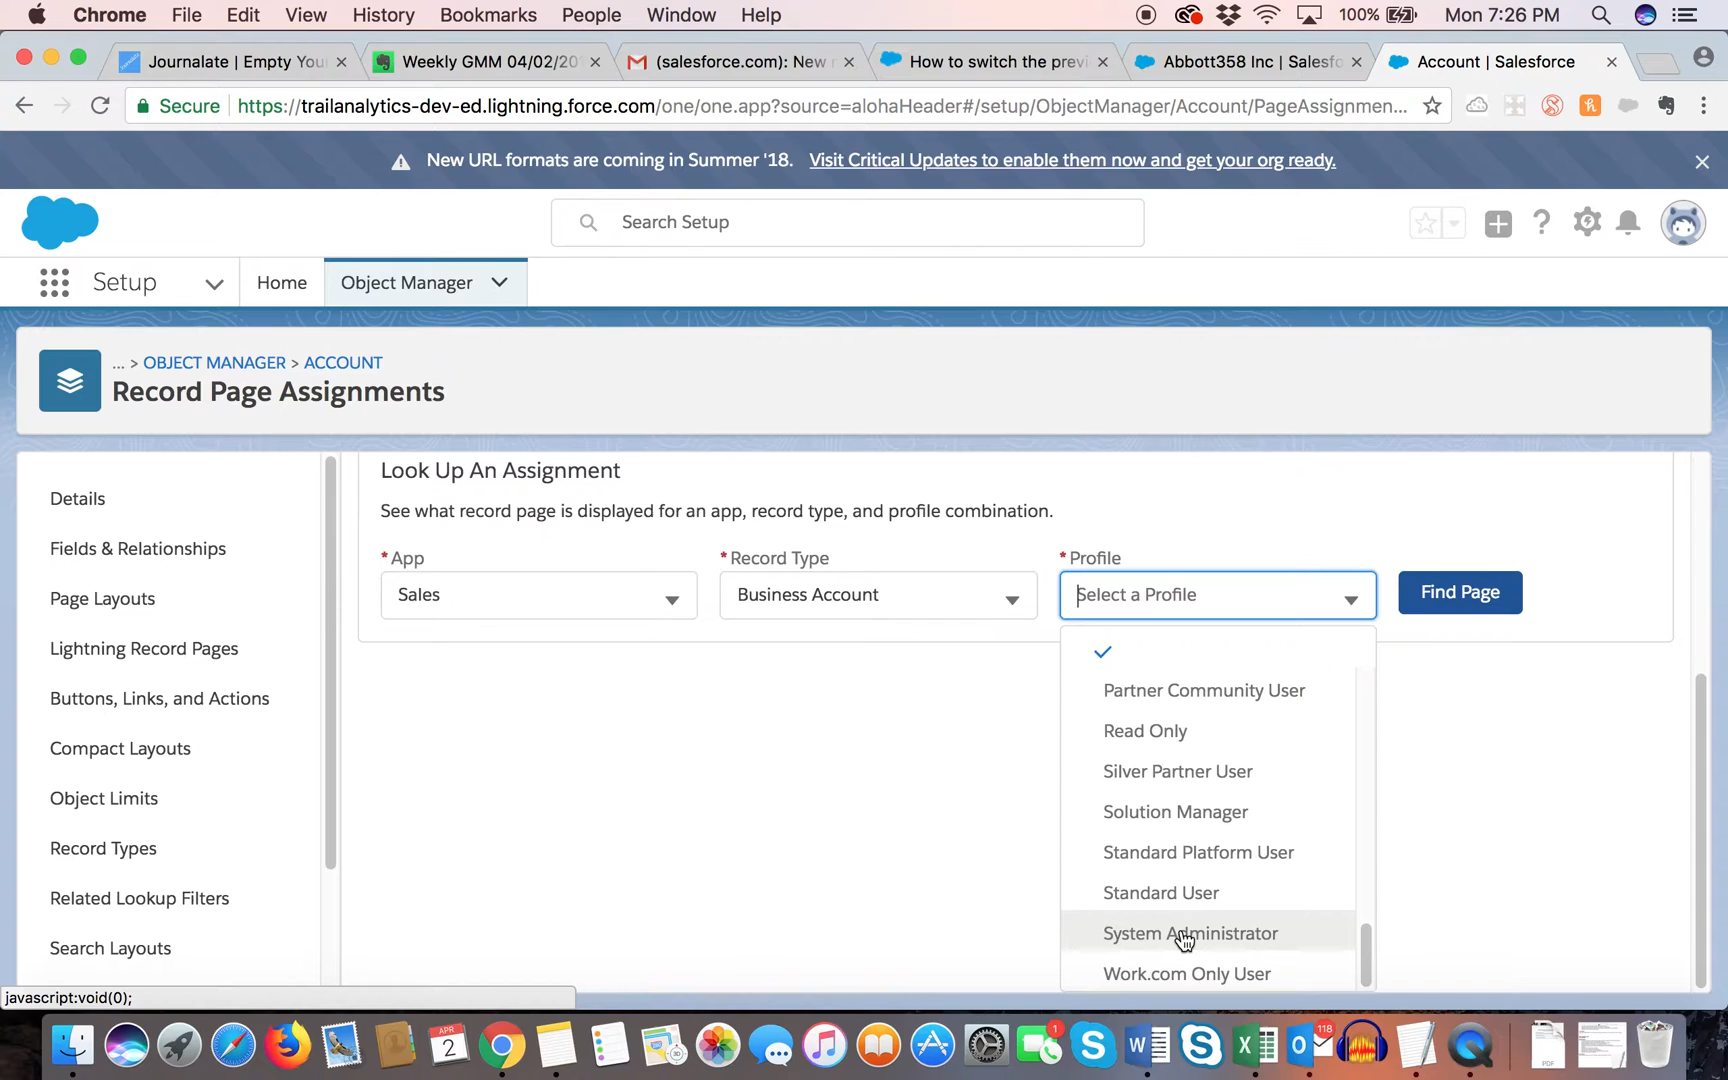 Chrome File Edit View History Bookmarks People Window Help 100% Mon 7:26 PM
Journalate | Empty You
Weekly GMM 04/02/20
(salesforce.com): New
How to switch the previ
Abbott358 Inc | Salesfo
Account | Salesforce
Secure https://trailanalytics-dev-ed.lightning.force.com/one/one.app?source=alohaHeader#/setup/ObjectManager/Account/PageAssignmen...
New URL formats are coming in Summer '18. Visit Critical Updates to enable them now and get your org ready.
Search Setup
Setup Home Object Manager
... > OBJECT MANAGER > ACCOUNT
Record Page Assignments
Details
Fields & Relationships
Page Layouts
Lightning Record Pages
Buttons, Links, and Actions
Compact Layouts
Object Limits
Record Types
Related Lookup Filters
Search Layouts
Look Up An Assignment
See what record page is displayed for an app, record type, and profile combination.
* App * Record Type * Profile
Sales Business Account Select a Profile Find Page
Partner Community User
Read Only
Silver Partner User
Solution Manager
Standard Platform User
Standard User
System Administrator
Work.com Only User
javascript:void(0);
APR
2
1
118
PDF